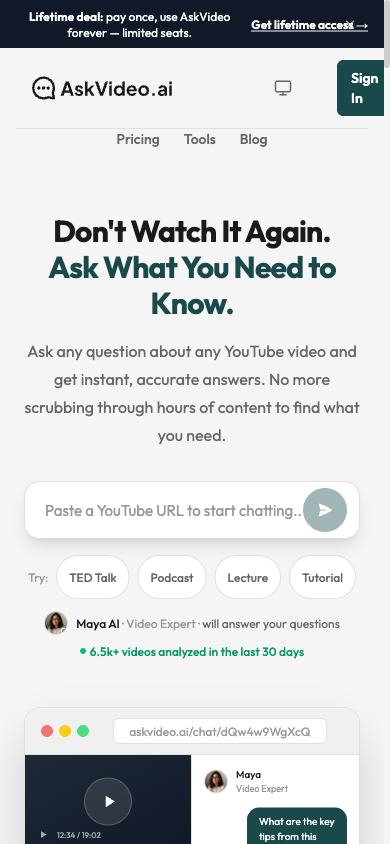 Lifetime deal: pay once, use AskVideo
forever — limited seats.
Get lifetime access →
AskVideo.ai
Sign
In
Pricing Tools Blog
Don't Watch It Again.
Ask What You Need to
Know.
Ask any question about any YouTube video and
get instant, accurate answers. No more
scrubbing through hours of content to find what
you need.
Paste a YouTube URL to start chatting..
Try: TED Talk Podcast Lecture Tutorial
Maya AI · Video Expert · will answer your questions
6.5k+ videos analyzed in the last 30 days
askvideo.ai/chat/dQw4w9WgXcQ
Maya
Video Expert
What are the key
tips from this
12:34 / 19:02